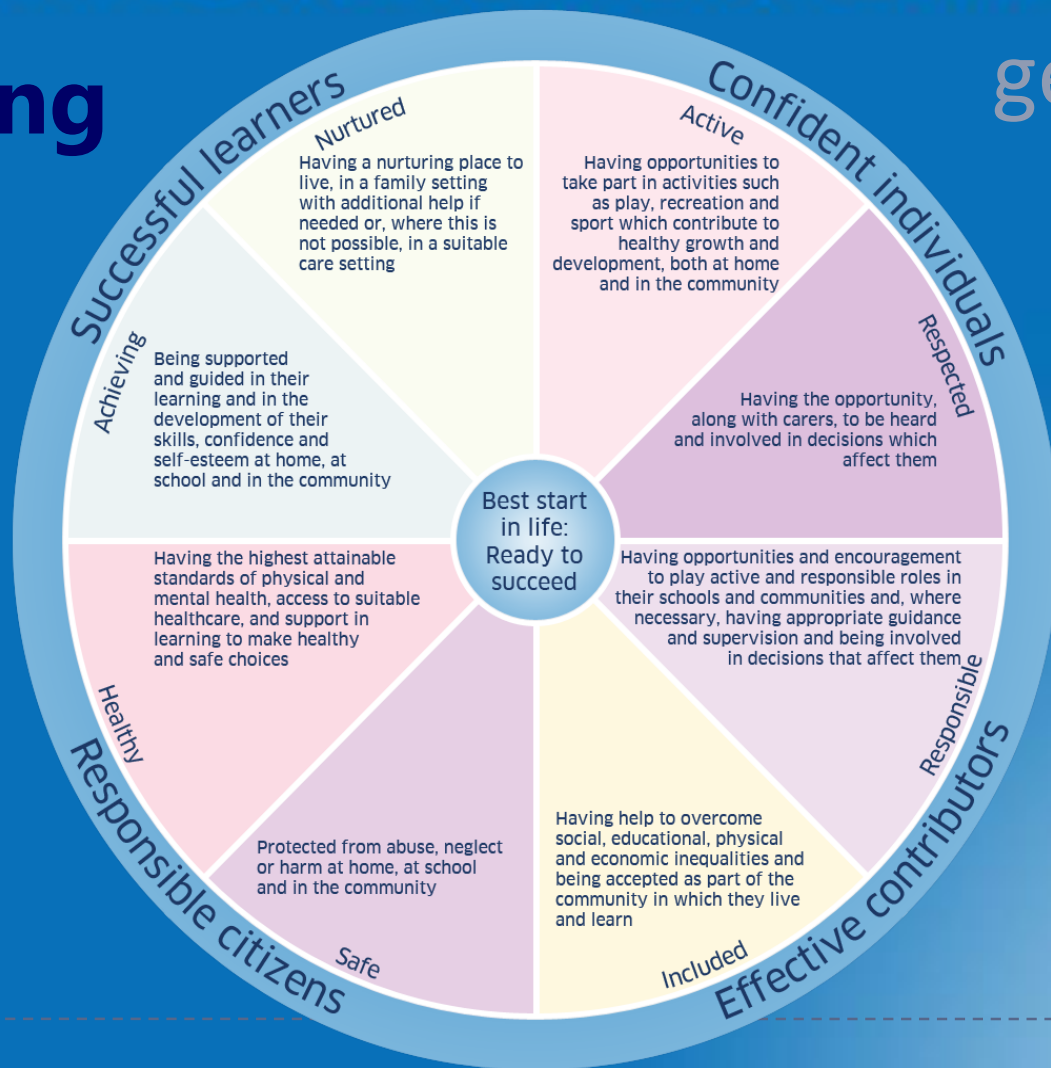 ng
ge
Successful learners
Confident individuals
Nurtured
Having a nurturing place to
live, in a family setting
with additional help if
needed or, where this is
not possible, in a suitable
care setting
Active
Having opportunities to
take part in activities such
as play, recreation and
sport which contribute to
healthy growth and
development, both at home
and in the community
Respected
Having the opportunity,
along with carers, to be heard
and involved in decisions which
affect them
Achieving
Being supported
and guided in their
learning and in the
development of their
skills, confidence and
self-esteem at home, at
school and in the community
Best start
in life:
Ready to
succeed
Having the highest attainable
standards of physical and
mental health, access to suitable
healthcare, and support in
learning to make healthy
and safe choices
Healthy
Having opportunities and encouragement
to play active and responsible roles in
their schools and communities and, where
necessary, having appropriate guidance
and supervision and being involved
in decisions that affect them
Responsible
Protected from abuse, neglect
or harm at home, at school
and in the community
Safe
Having help to overcome
social, educational, physical
and economic inequalities and
being accepted as part of the
community in which they live
and learn
Included
Responsible citizens
Effective contributors